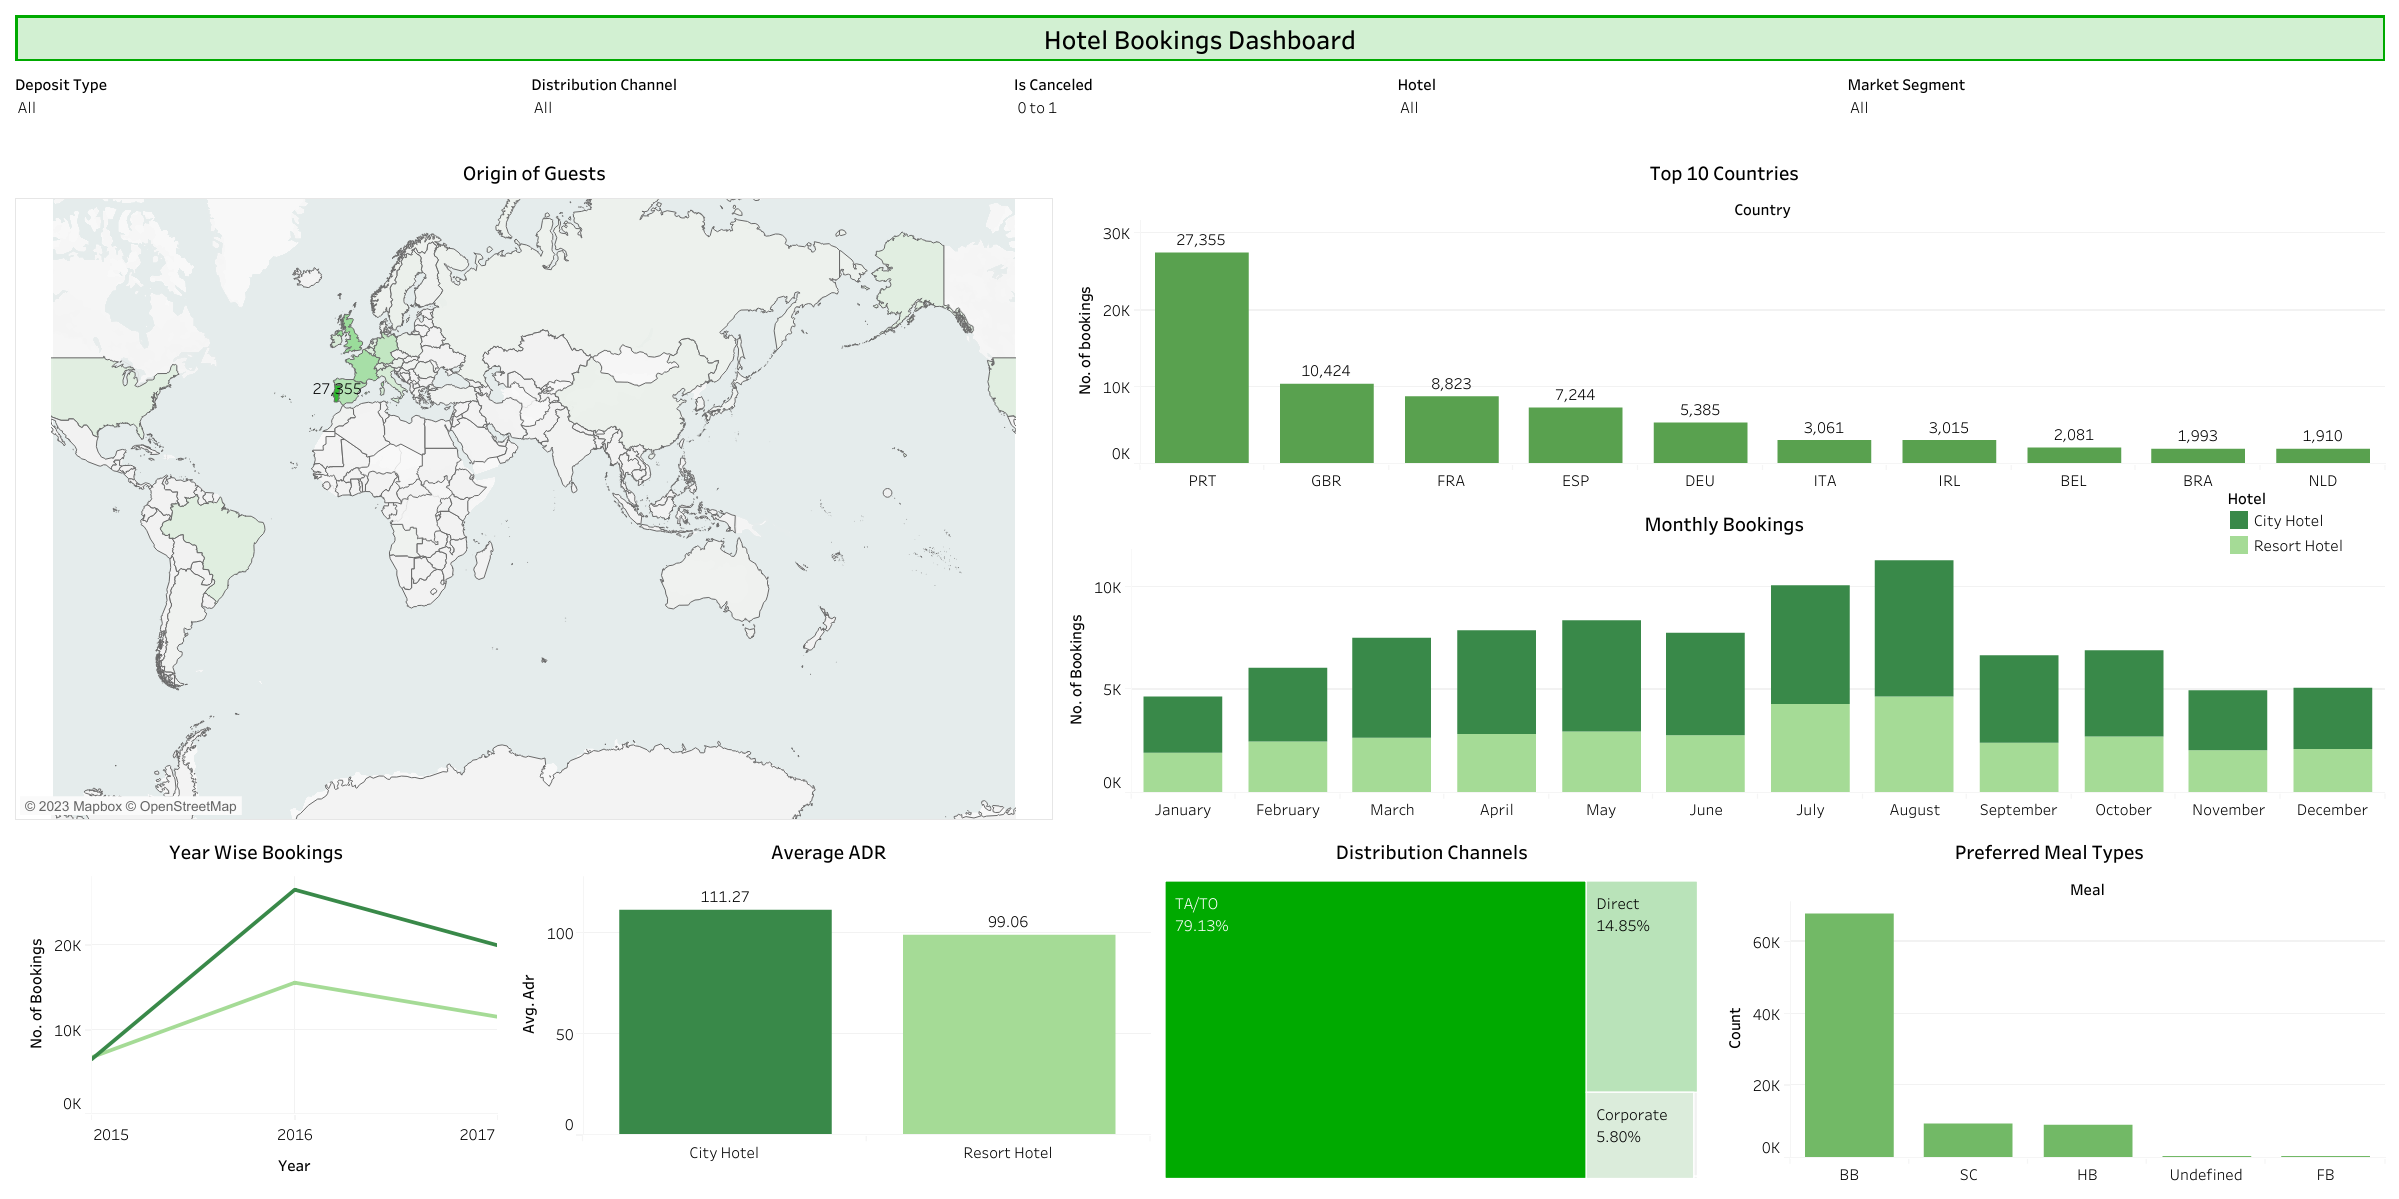 Hotel Bookings Dashboard
Deposit Type
All
Distribution Channel
All
Is Canceled
0 to 1
Hotel
All
Market Segment
All
Origin of Guests
27,355
© 2023 Mapbox © OpenStreetMap
Top 10 Countries
Country
No. of bookings
30K
20K
10K
0K
27,355
10,424
8,823
7,244
5,385
3,061
3,015
2,081
1,993
1,910
PRT
GBR
FRA
ESP
DEU
ITA
IRL
BEL
BRA
NLD
Monthly Bookings
Hotel
City Hotel
Resort Hotel
No. of Bookings
10K
5K
0K
January
February
March
April
May
June
July
August
September
October
November
December
Year Wise Bookings
No. of Bookings
20K
10K
0K
2015
2016
2017
Year
Average ADR
Avg. Adr
100
50
0
111.27
99.06
City Hotel
Resort Hotel
Distribution Channels
TA/TO
79.13%
Direct
14.85%
Corporate
5.80%
Preferred Meal Types
Meal
Count
60K
40K
20K
0K
BB
SC
HB
Undefined
FB